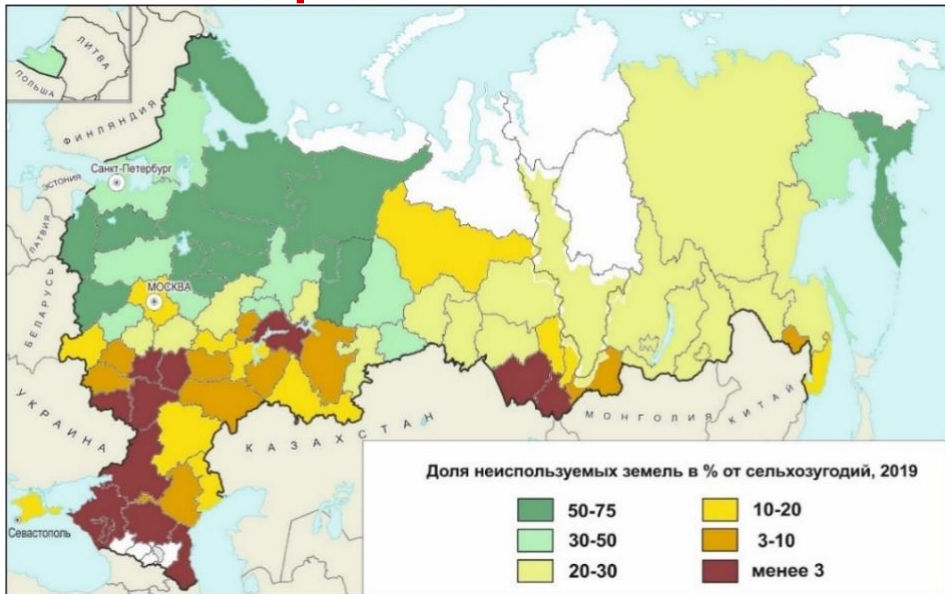 ЛИТВА
ПОЛЬША
ФИНЛЯНДИЯ
Санкт-Петербург
ЭСТОНИЯ
ЛАТВИЯ
МОСКВА
БЕЛАРУСЬ
УКРАИНА
КАЗАХСТАН
МОНГОЛИЯ
КИТАЙ
Севастополь
Доля неиспользуемых земель в % от сельхозугодий, 2019
50-75
10-20
30-50
3-10
20-30
менее 3